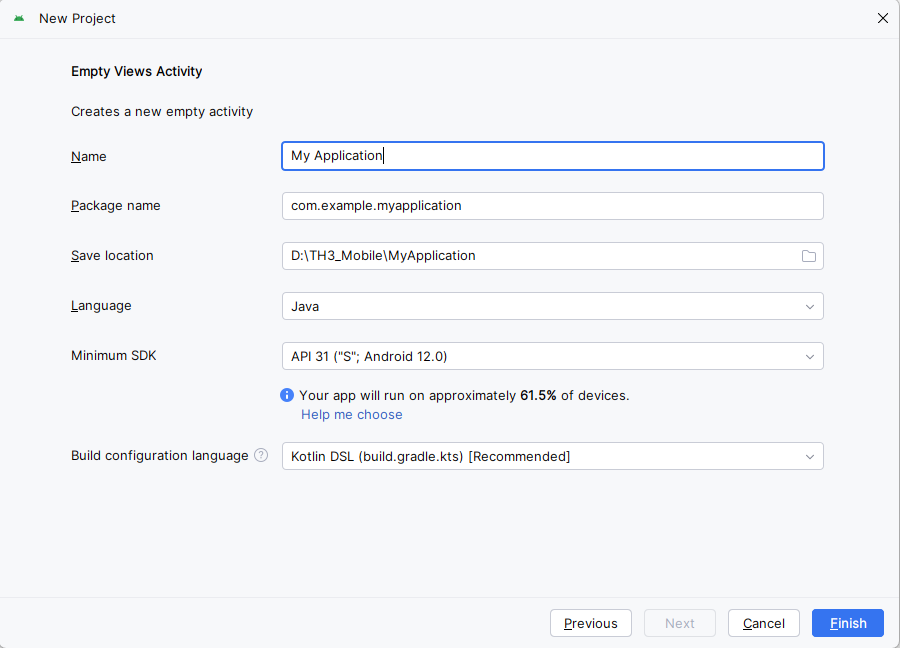 New Project
Empty Views Activity
Creates a new empty activity
Name My Application
Package name com.example.myapplication
Save location D:\TH3_Mobile\MyApplication
Language Java
Minimum SDK API 31 ("S"; Android 12.0)
Your app will run on approximately 61.5% of devices.
Help me choose
Build configuration language ? Kotlin DSL (build.gradle.kts) [Recommended]
Previous Next Cancel Finish